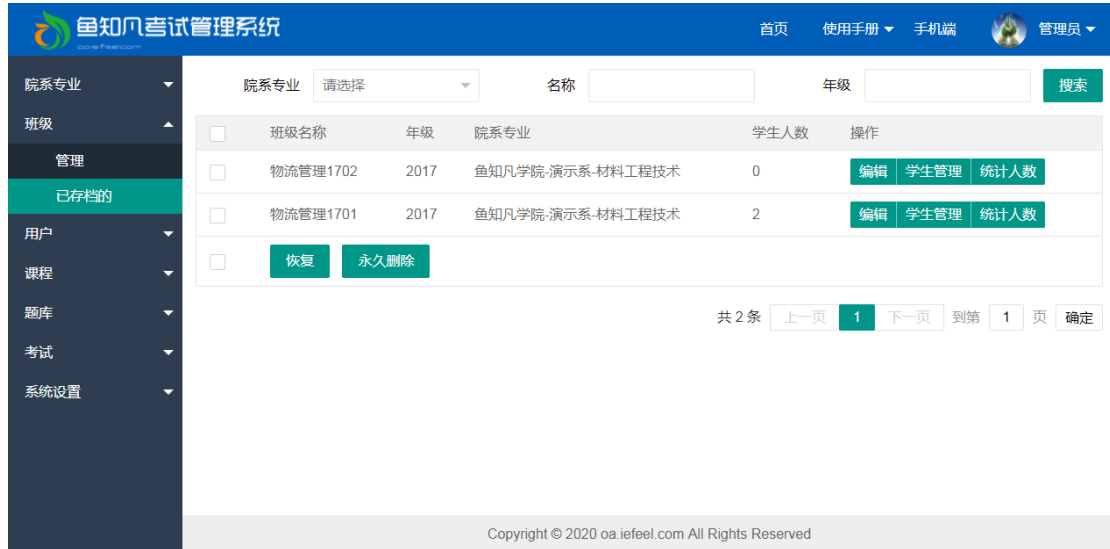 鱼知凡考试管理系统
oa.iefeel.com
首页 使用手册 手机端 管理员
院系专业
班级
管理
已存档的
用户
课程
题库
考试
系统设置
院系专业 请选择 名称 年级 搜索
班级名称 年级 院系专业 学生人数 操作
物流管理1702 2017 鱼知凡学院-演示系-材料工程技术 0 编辑 学生管理 统计人数
物流管理1701 2017 鱼知凡学院-演示系-材料工程技术 2 编辑 学生管理 统计人数
恢复 永久删除
共 2 条 上一页 1 下一页 到第 1 页 确定
Copyright © 2020 oa.iefeel.com All Rights Reserved